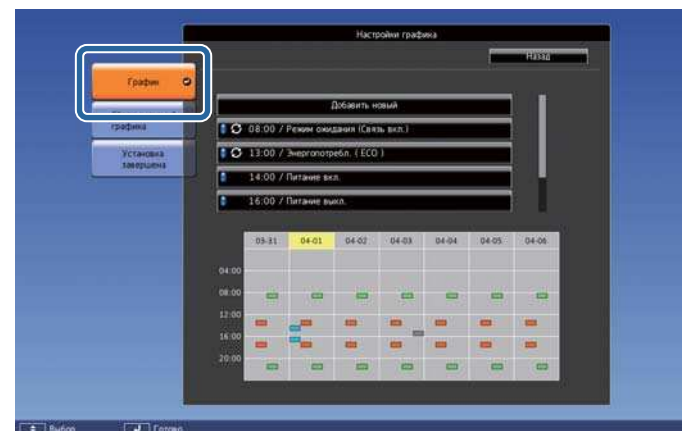 Настройки графика
Назад
График
графика
Установка
завершена
Добавить новый
08:00 / Режим ожидания (Связь вкл.)
13:00 / Энергопотребл. ( ECO )
14:00 / Питание вкл.
16:00 / Питание выкл.
03-31 04-01 04-02 04-03 04-04 04-05 04-06
04:00
08:00
12:00
16:00
20:00
Выбор Готово